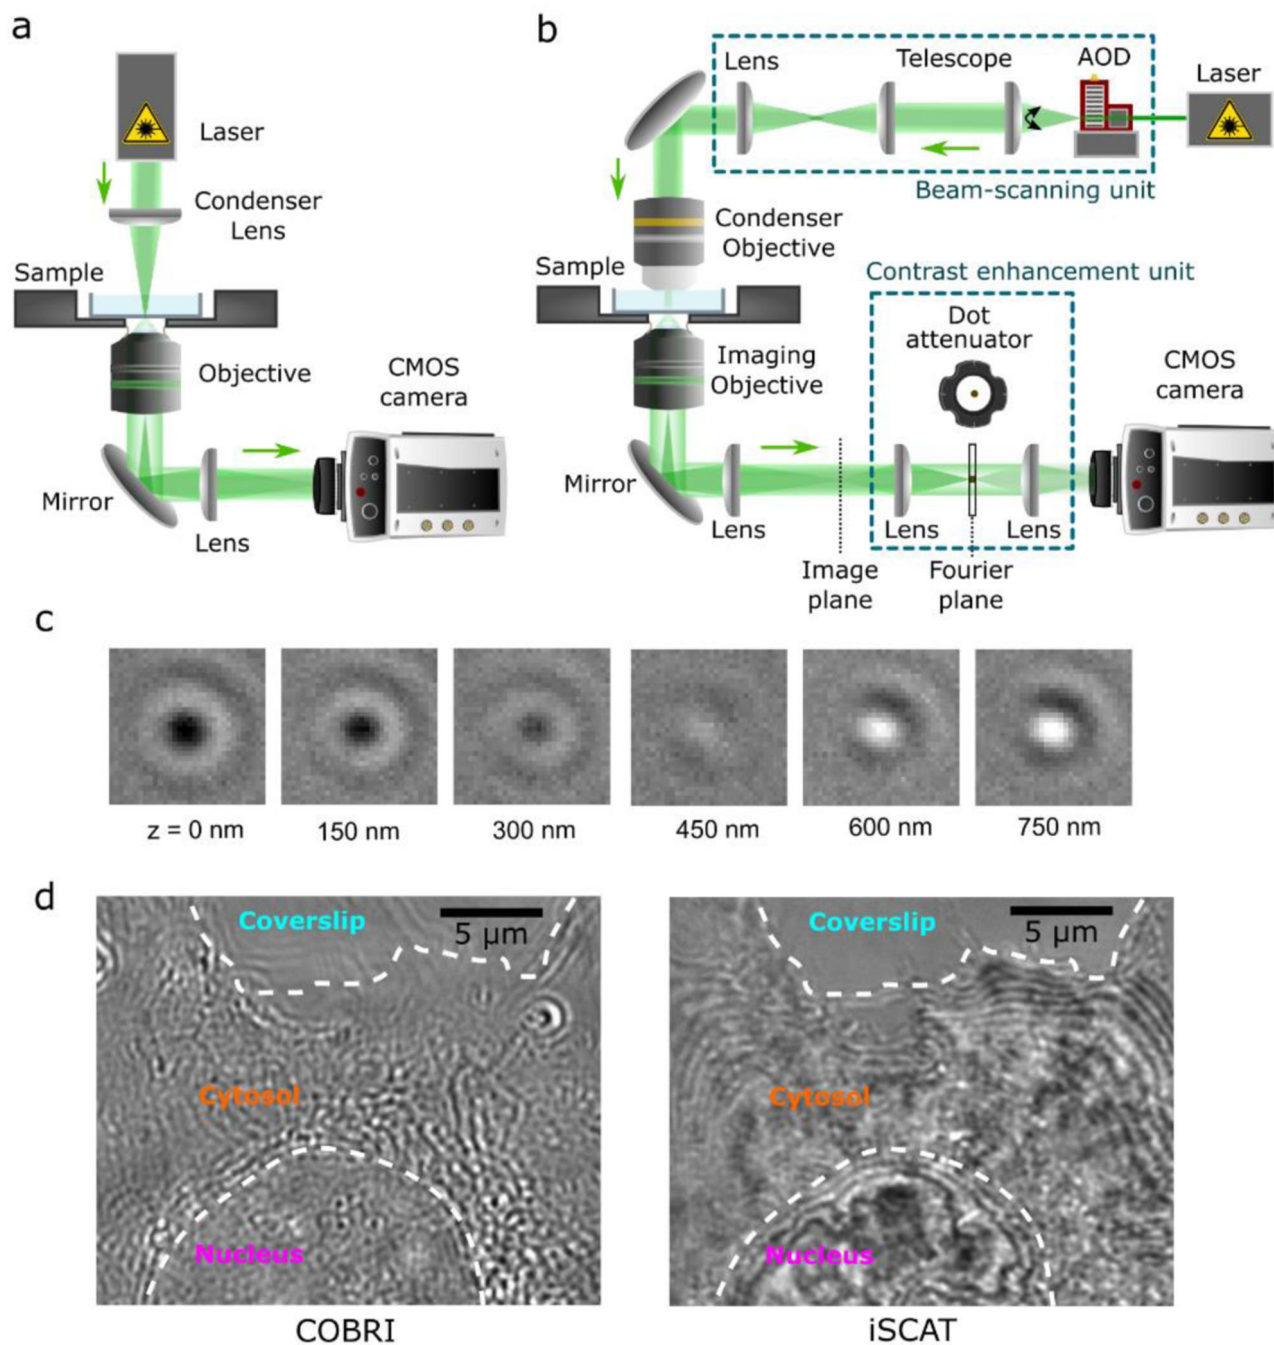 a
Laser
Condenser
Lens
Sample
Objective
CMOS
camera
Mirror
Lens
b
Lens
Telescope
AOD
Laser
Beam-scanning unit
Condenser
Objective
Sample
Contrast enhancement unit
Dot
attenuator
Imaging
Objective
CMOS
camera
Mirror
Lens
Lens
Lens
Image
plane
Fourier
plane
c
z = 0 nm
150 nm
300 nm
450 nm
600 nm
750 nm
d
Coverslip
5 μm
Cytosol
Nucleus
COBRI
Coverslip
5 μm
Cytosol
Nucleus
iSCAT